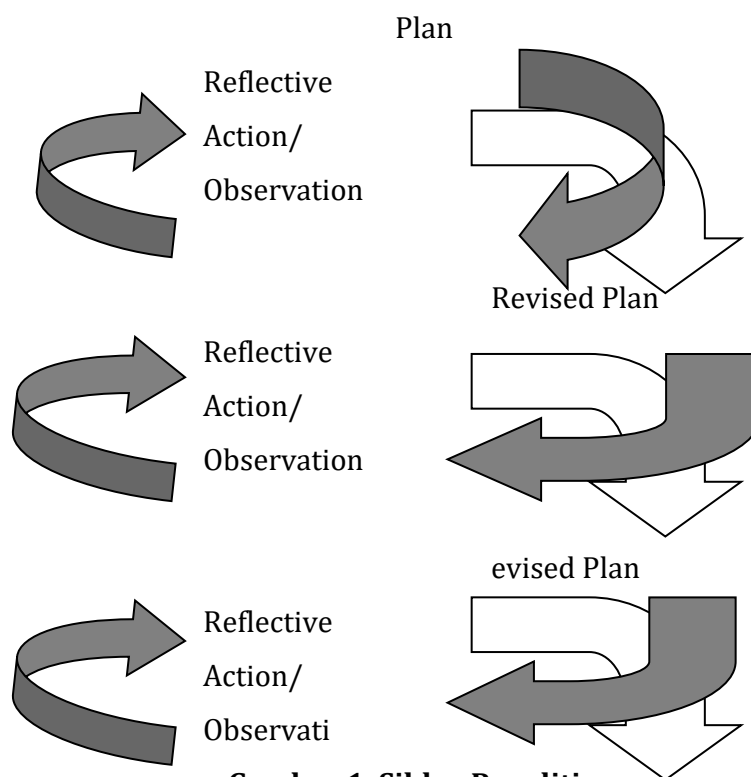 Plan
Reflective
Action/
Observation
Revised Plan
Reflective
Action/
Observation
evised Plan
Reflective
Action/
Observati